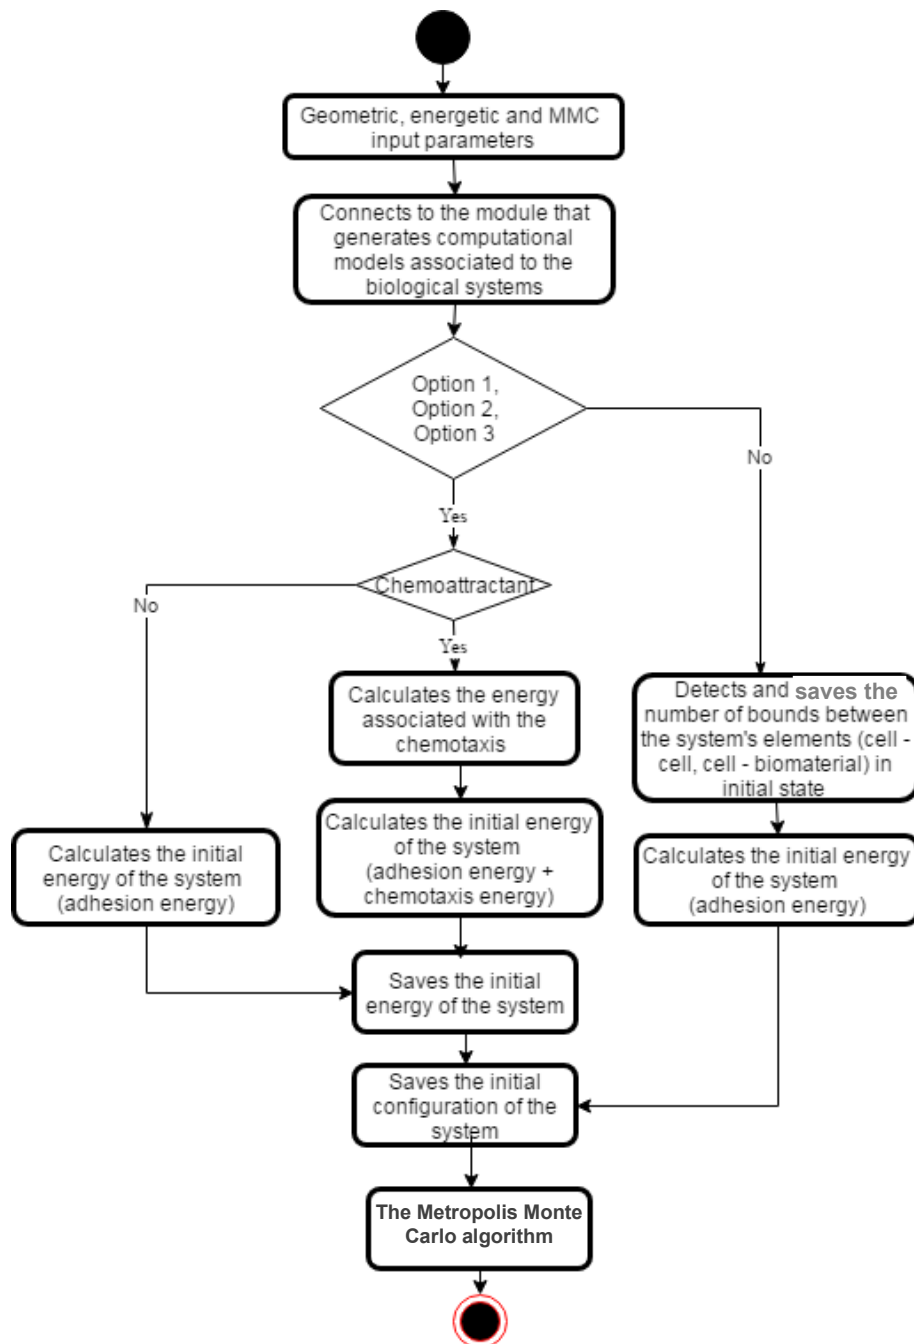 Geometric, energetic and MMC
input parameters
Connects to the module that
generates computational
models associated to the
biological systems
Option 1,
Option 2,
Option 3
No
Yes
Chemoattractant
No
Yes
Calculates the energy
associated with the
chemotaxis
Detects and saves the
number of bounds between
the system's elements (cell -
cell, cell - biomaterial) in
initial state
Calculates the initial
energy of the system
(adhesion energy)
Calculates the initial energy
of the system
(adhesion energy +
chemotaxis energy)
Calculates the initial energy
of the system
(adhesion energy)
Saves the initial
energy of the system
Saves the initial
configuration of the
system
The Metropolis Monte
Carlo algorithm